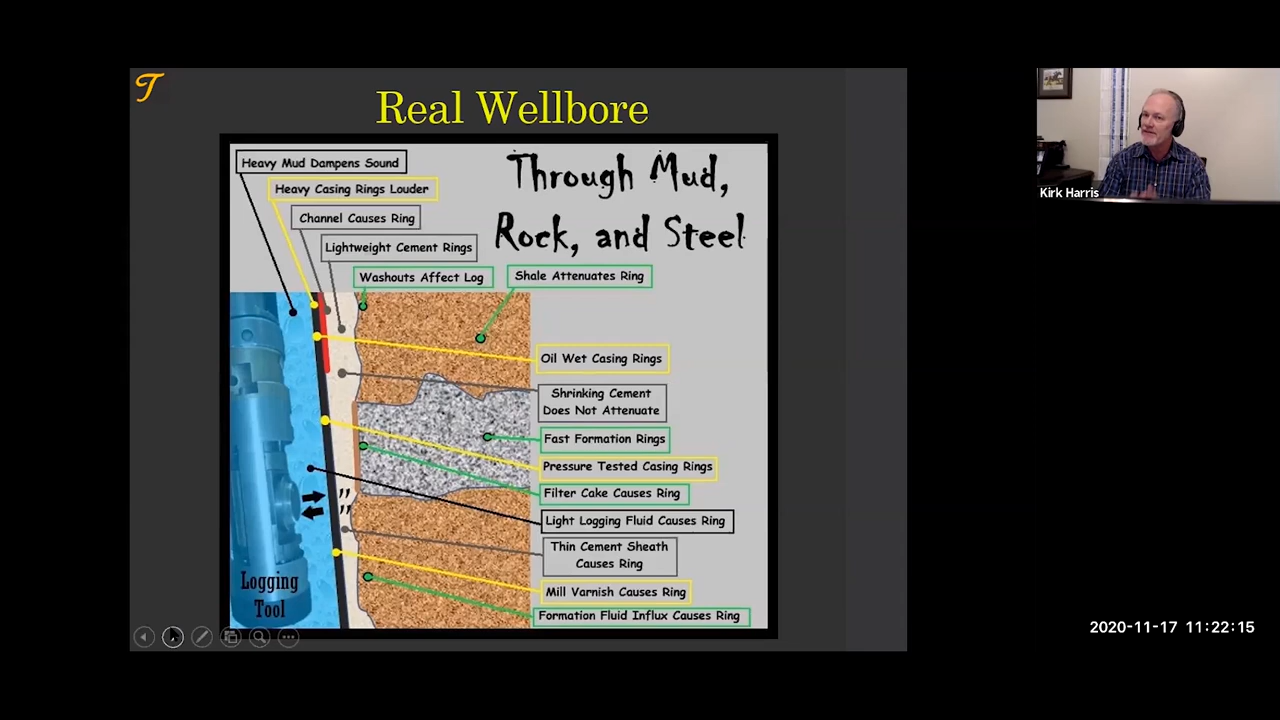 T
Real Wellbore
Through Mud,
Rock, and Steel
Heavy Mud Dampens Sound
Heavy Casing Rings Louder
Channel Causes Ring
Lightweight Cement Rings
Washouts Affect Log
Shale Attenuates Ring
Oil Wet Casing Rings
Shrinking Cement
Does Not Attenuate
Fast Formation Rings
Pressure Tested Casing Rings
Filter Cake Causes Ring
Light Logging Fluid Causes Ring
Thin Cement Sheath
Causes Ring
Mill Varnish Causes Ring
Formation Fluid Influx Causes Ring
Logging
Tool
Kirk Harris
2020-11-17 11:22:15